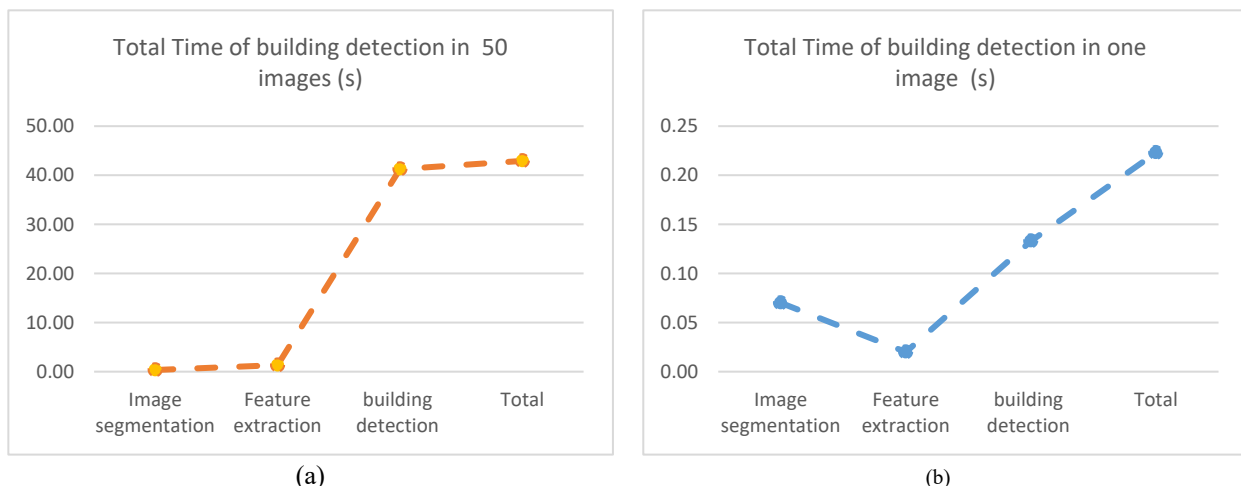 Total Time of building detection in  50
images (s)
50.00
40.00
30.00
20.00
10.00
0.00
Image
segmentation
Feature
extraction
building
detection
Total
(a)
Total Time of building detection in one
image  (s)
0.25
0.20
0.15
0.10
0.05
0.00
Image
segmentation
Feature
extraction
building
detection
Total
(b)